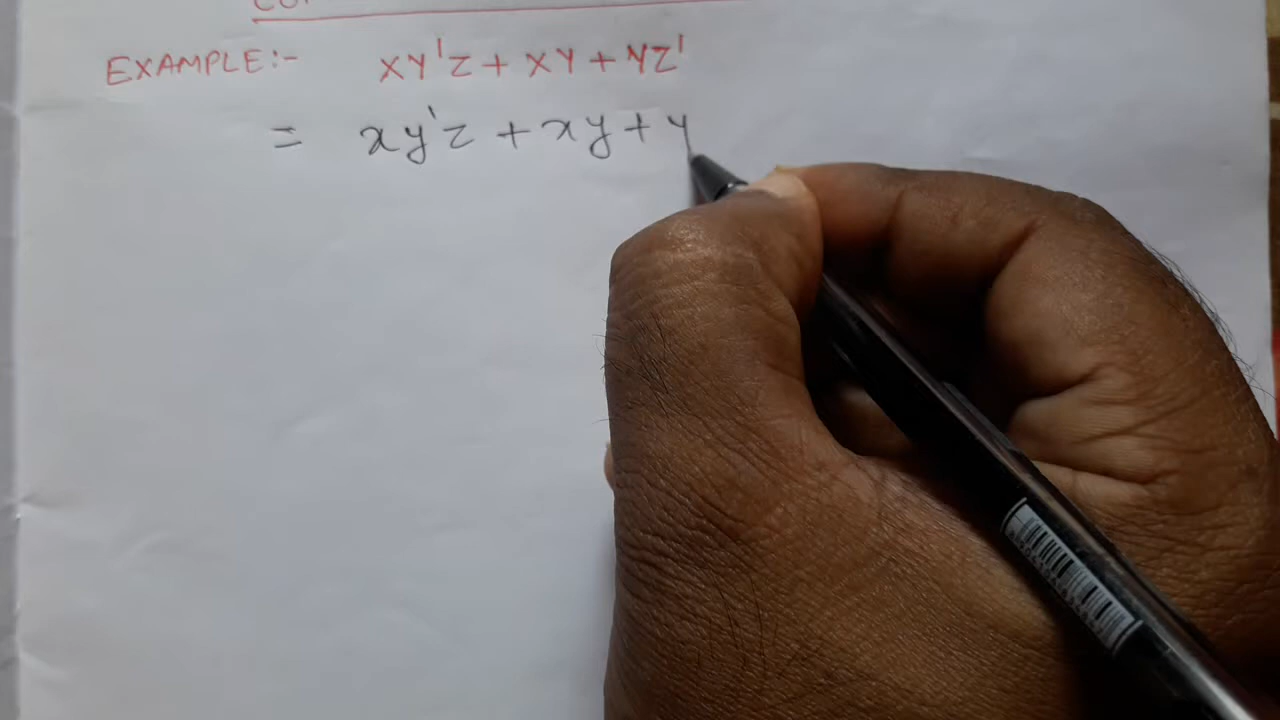 EXAMPLE:- XY'Z + XY + YZ'
= xy'z + xy + y